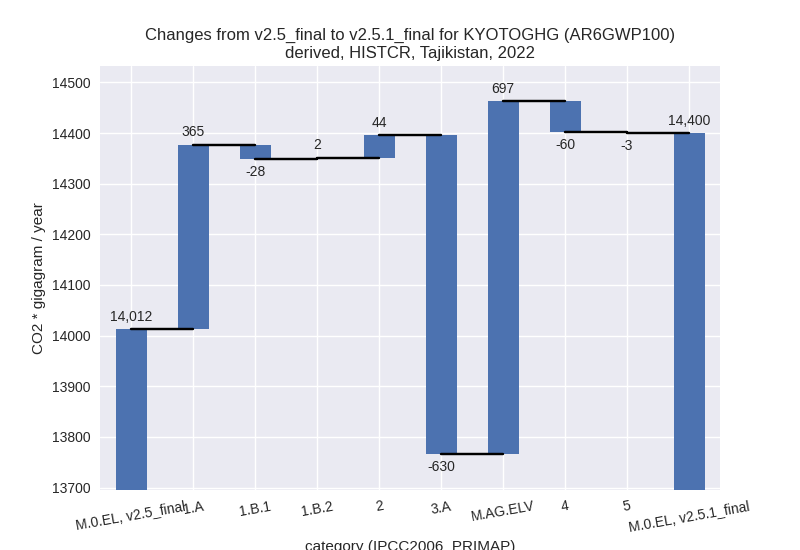 Changes from v2.5_final to v2.5.1_final for KYOTOGHG (AR6GWP100)
derived, HISTCR, Tajikistan, 2022
CO2 * gigagram / year
14500
14400
14300
14200
14100
14000
13900
13800
13700
14,012
365
-28
2
44
-630
697
-60
-3
14,400
M.0.EL, v2.5_final
1.A
1.B.1
1.B.2
2
3.A
M.AG.ELV
4
5
M.0.EL, v2.5.1_final
category (IPCC2006_PRIMAP)